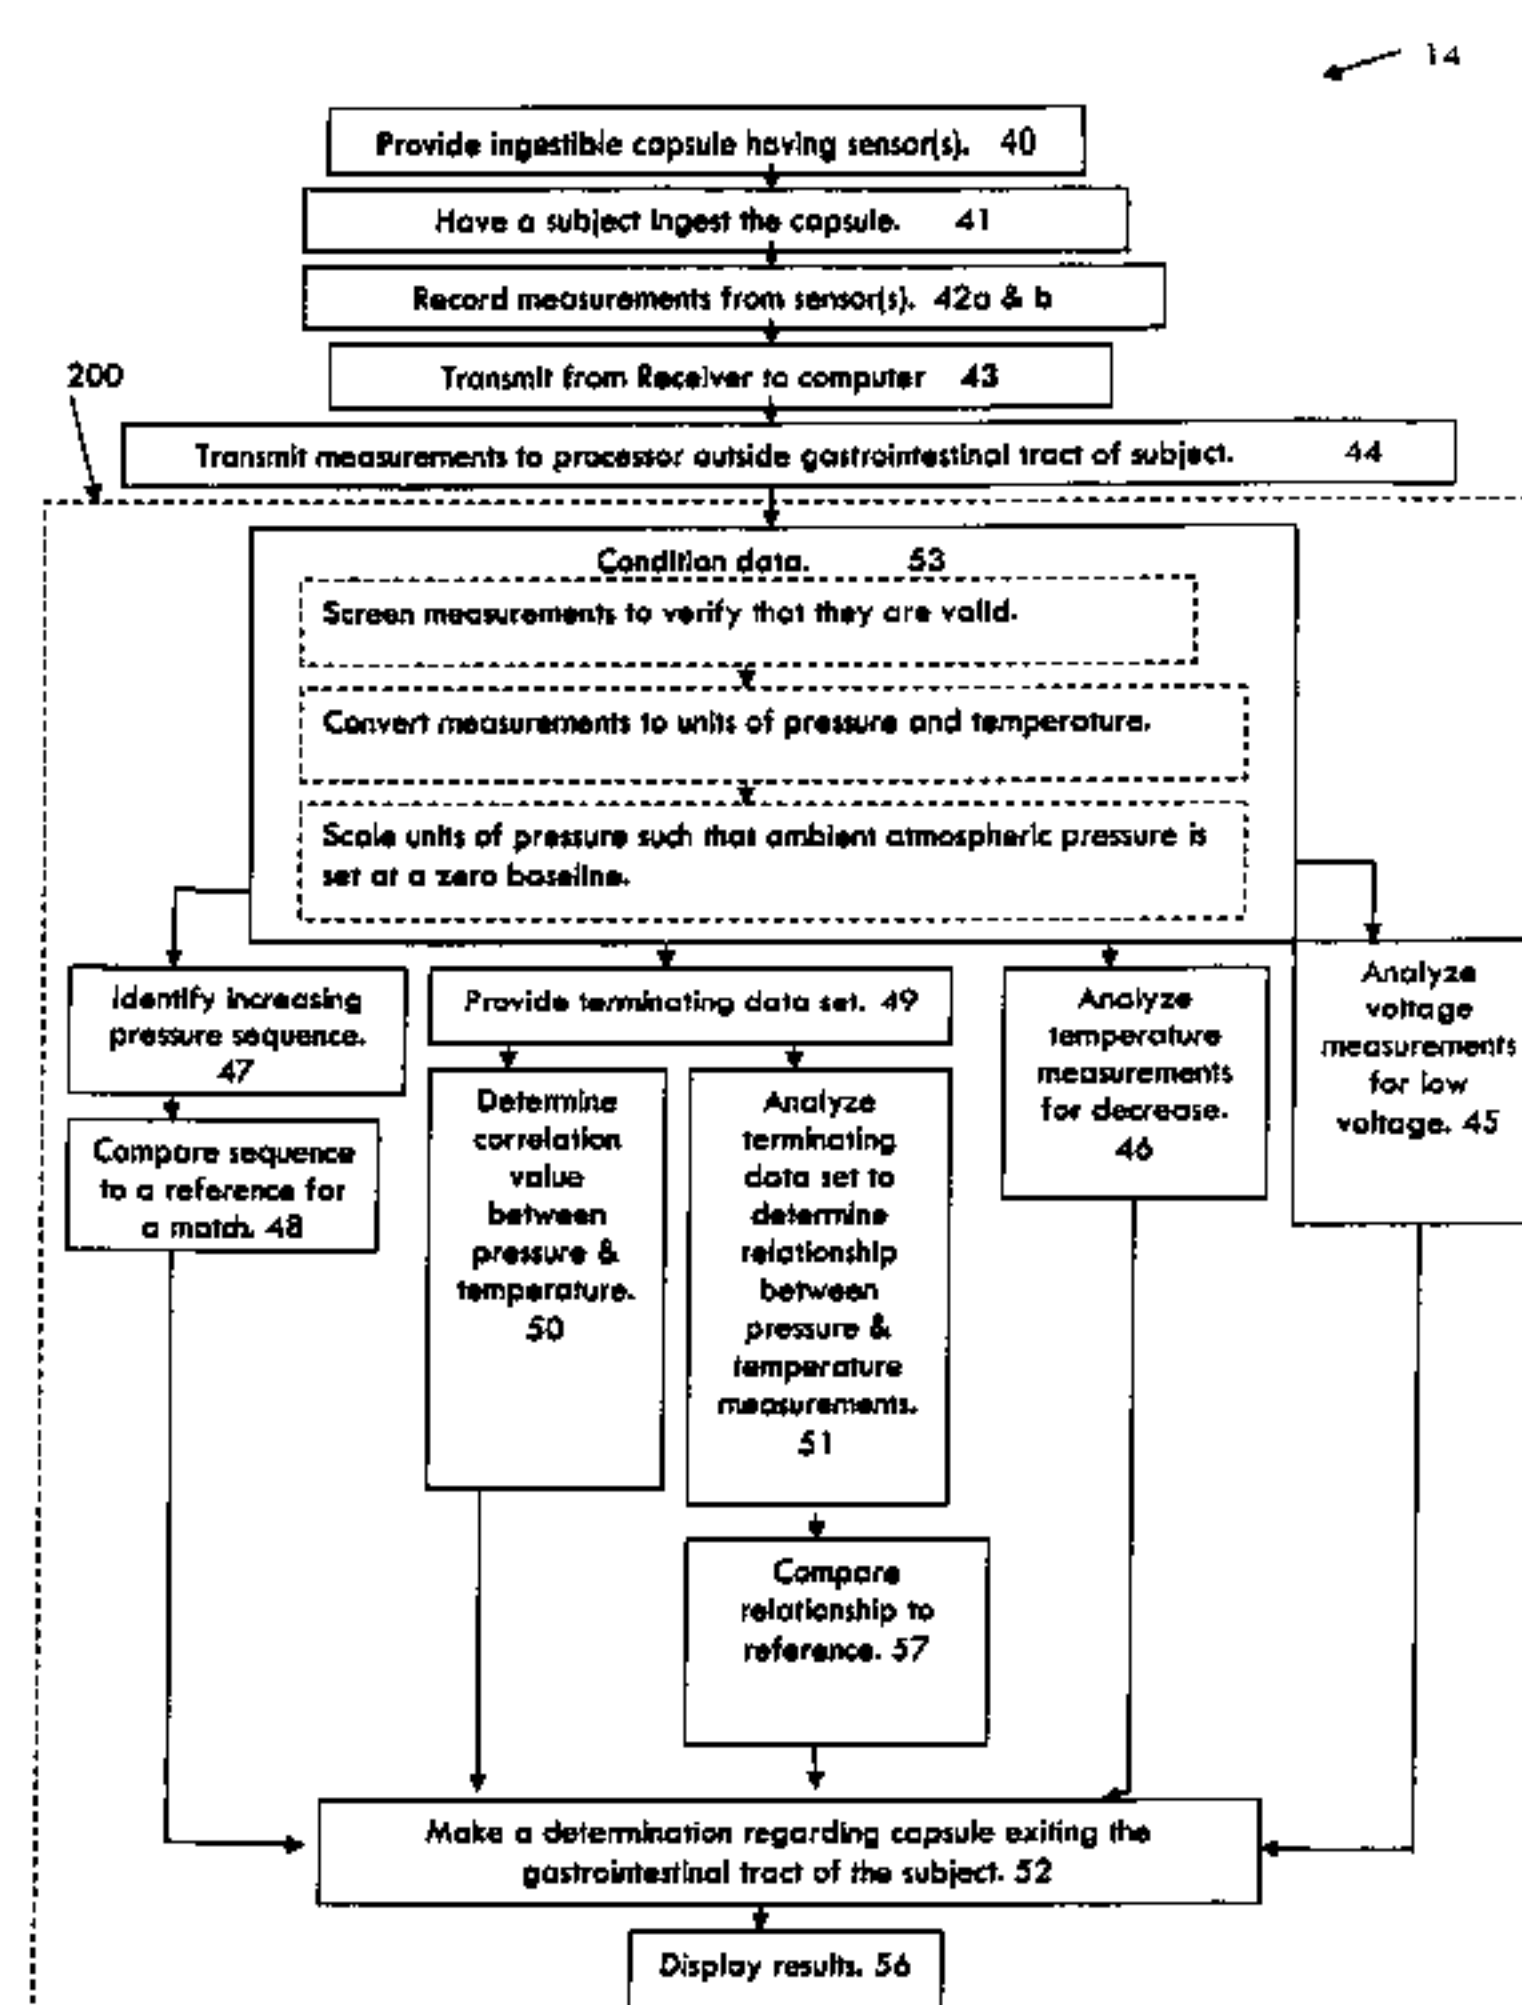 14
Provide ingestible capsule having sensor(s). 40
Have a subject ingest the capsule. 41
Record measurements from sensor(s). 42a & b
Transmit from Receiver to computer 43
200
Transmit measurements to processor outside gastrointestinal tract of subject. 44
Condition data. 53
Screen measurements to verify that they are valid.
Convert measurements to units of pressure and temperature.
Scale units of pressure such that ambient atmospheric pressure is
set at a zero baseline.
Identify increasing
pressure sequence.
47
Compare sequence
to a reference for
a match. 48
Provide terminating data set. 49
Determine
correlation
value
between
pressure &
temperature.
50
Analyze
terminating
data set to
determine
relationship
between
pressure &
temperature
measurements.
51
Compare
relationship to
reference. 57
Analyze
temperature
measurements
for decrease.
46
Analyze
voltage
measurements
for low
voltage. 45
Make a determination regarding capsule exiting the
gastrointestinal tract of the subject. 52
Display results. 56